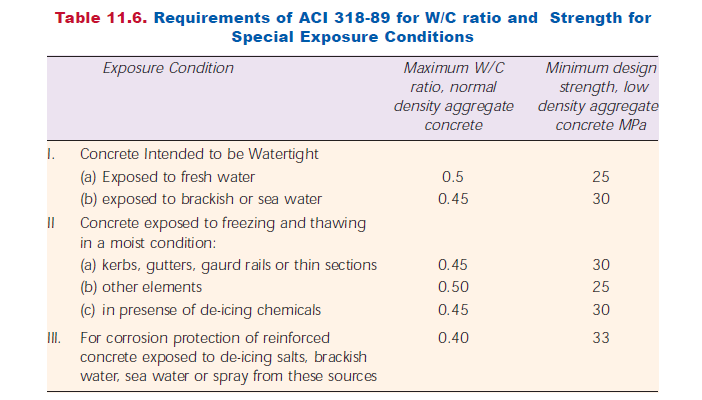 Table 11.6. Requirements of ACI 318-89 for W/C ratio and Strength for
Special Exposure Conditions
Exposure Condition Maximum W/C Minimum design
ratio, normal strength, low
density aggregate density aggregate
concrete concrete MPa
I. Concrete Intended to be Watertight
(a) Exposed to fresh water 0.5 25
(b) exposed to brackish or sea water 0.45 30
II Concrete exposed to freezing and thawing
in a moist condition:
(a) kerbs, gutters, gaurd rails or thin sections 0.45 30
(b) other elements 0.50 25
(c) in presense of de-icing chemicals 0.45 30
III. For corrosion protection of reinforced 0.40 33
concrete exposed to de-icing salts, brackish
water, sea water or spray from these sources